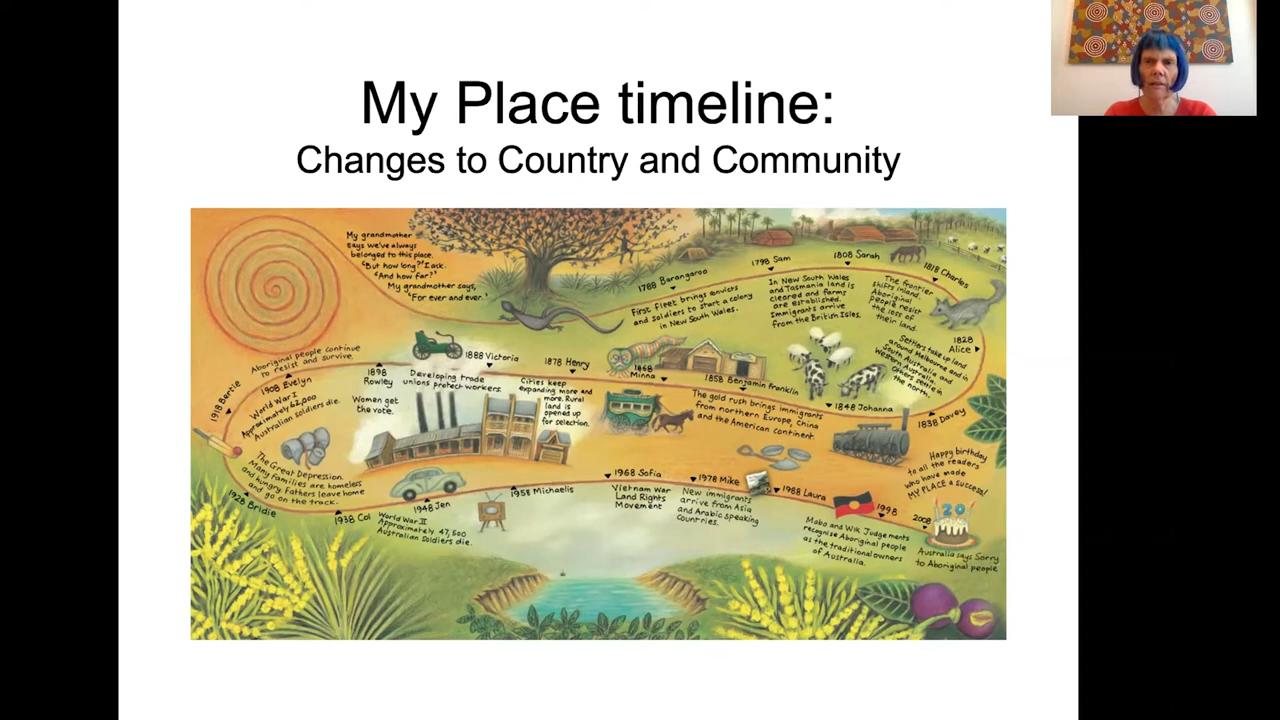 My Place timeline:
Changes to Country and Community
My grandmother
says we've always
belonged to this place.
'But how long?' I ask.
'And how far?'
My grandmother says,
'For ever and ever.'
1788 Barangaroo
First Fleet brings convicts
and soldiers to start a colony
in New South Wales.
1798 Sam
In New South Wales
and Tasmania land is
cleared and farms
are established.
Immigrants arrive
from the British Isles.
1808 Sarah
1818 Charles
The frontier
shifts inland.
Aboriginal
people resist
the loss of
their land.
1828
Alice
Settlers take up land
around Melbourne and in
South Australia and
Western Australia.
Others settle in
the north.
1838 Davey
1848 Johanna
1858 Benjamin Franklin
The gold rush brings immigrants
from northern Europe, China
and the American continent.
1868
Minna
1878 Henry
Cities keep
expanding more and
more. Rural
land is
opened up
for selection.
1888 Victoria
Developing trade
unions protect workers.
1898
Rowley
Women get
the vote.
Aboriginal people continue
to resist and survive.
1908 Evelyn
World War I
Approximately 62,000
Australian soldiers die.
1918 Bertie
The Great Depression.
Many families are homeless
and hungry. Fathers leave home
and go on the track.
1928 Bridie
1938 Col
1948 Jen
World War II
Approximately 47,500
Australian soldiers die.
1958 Michaelis
1968 Sofia
Vietnam War
Land Rights
Movement
1978 Mike
New immigrants
arrive from Asia
and Arabic speaking
countries.
1988 Laura
1998
Mabo and Wik Judgements
recognise Aboriginal people
as the traditional owners
of Australia.
2008
Happy birthday
to all the readers
who have made
MY PLACE a success!
20
Australia says Sorry
to Aboriginal people